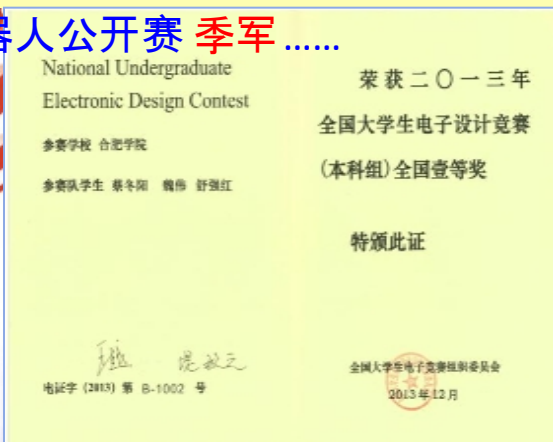 器人公开赛 季军……
National Undergraduate
Electronic Design Contest
参赛学校 合肥学院
参赛队学生 蔡冬阳 魏伟 舒强红
电证字 (2013) 第 B-1002 号
荣获二〇一三年
全国大学生电子设计竞赛
(本科组)全国壹等奖
特颁此证
全国大学生电子竞赛组织委员会
2013年12月